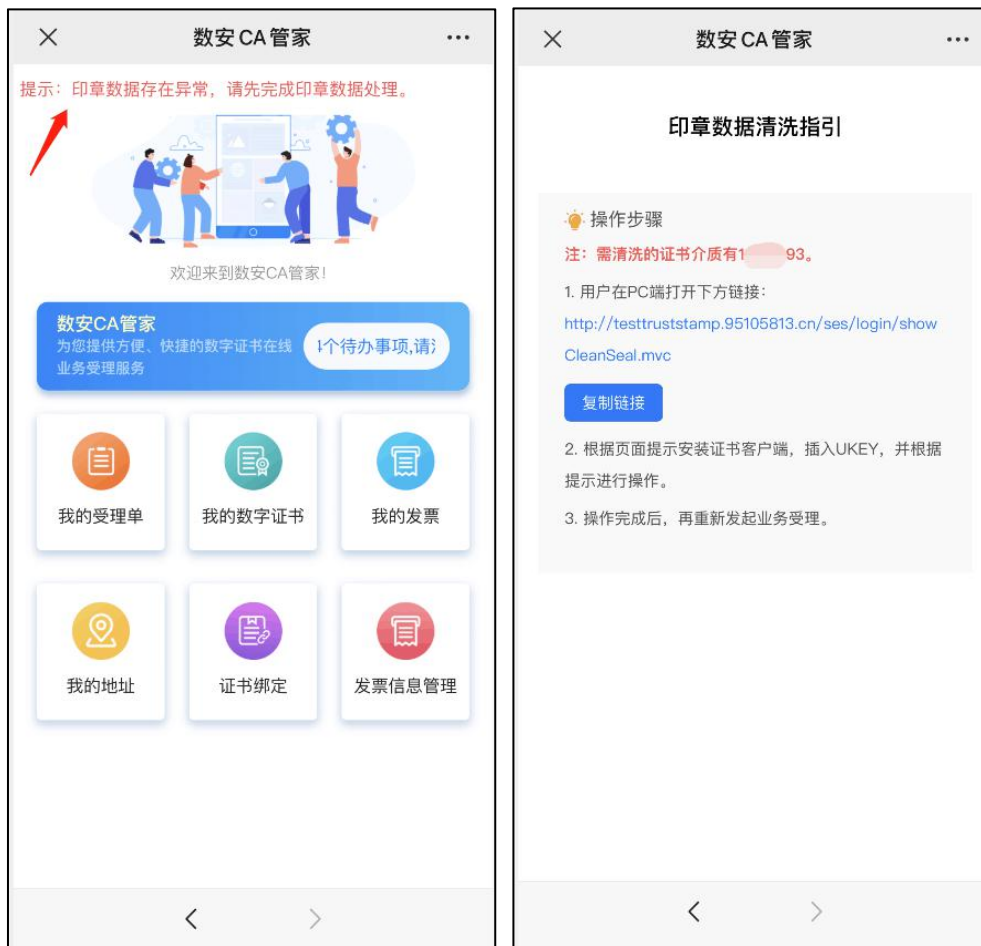 数安CA管家
提示：印章数据存在异常，请先完成印章数据处理。
欢迎来到数安CA管家！
数安CA管家
为您提供方便、快捷的数字证书在线
业务受理服务
个待办事项,请
我的受理单
我的数字证书
我的发票
我的地址
证书绑定
发票信息管理
数安CA管家
印章数据清洗指引
操作步骤
注：需清洗的证书介质有1 93。
1. 用户在PC端打开下方链接：
http://testtruststamp.95105813.cn/ses/login/show
CleanSeal.mvc
复制链接
2. 根据页面提示安装证书客户端，插入UKEY，并根据
提示进行操作。
3. 操作完成后，再重新发起业务受理。